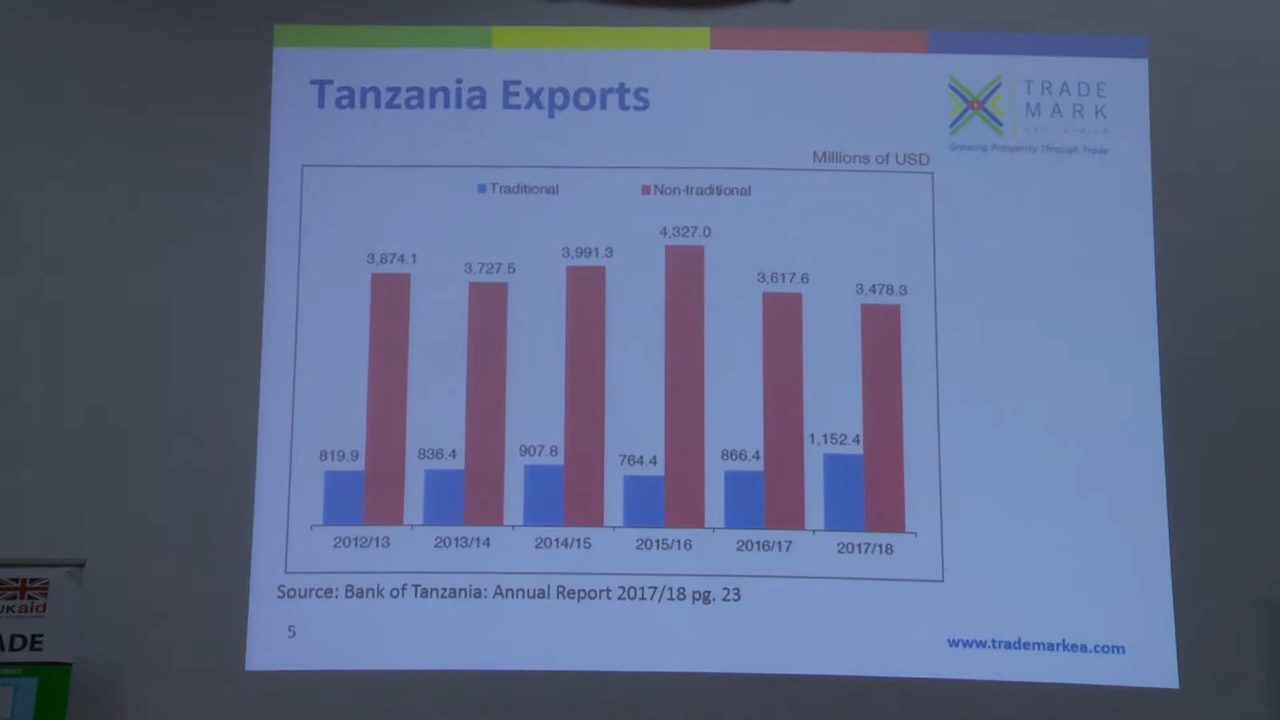 Tanzania Exports
TRADE
MARK
Growing Prosperity Through Trade
Millions of USD
Traditional
Non-traditional
3,874.1
3,727.5
3,991.3
4,327.0
3,617.6
3,478.3
819.9
836.4
907.8
764.4
866.4
1,152.4
2012/13
2013/14
2014/15
2015/16
2016/17
2017/18
Source: Bank of Tanzania: Annual Report 2017/18 pg. 23
5
www.trademarkea.com
UKaid
ADE